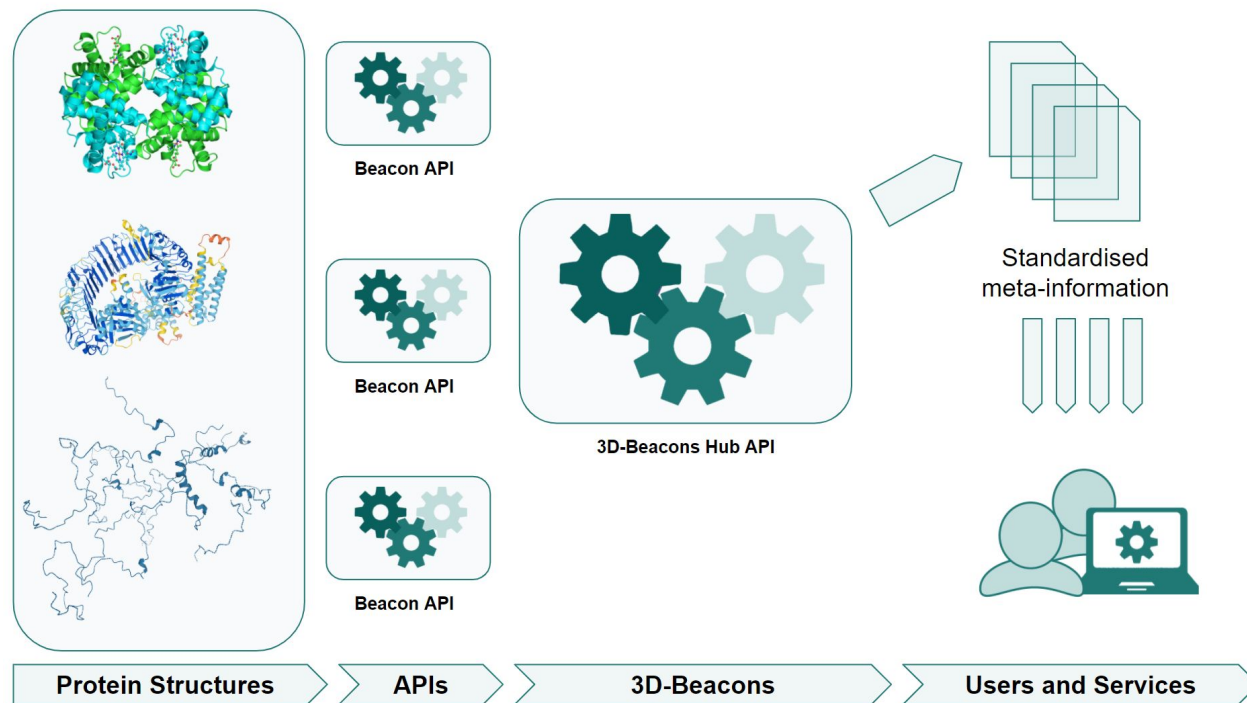 Beacon API
Beacon API
Beacon API
3D-Beacons Hub API
Standardised
meta-information
Protein Structures
APIs
3D-Beacons
Users and Services